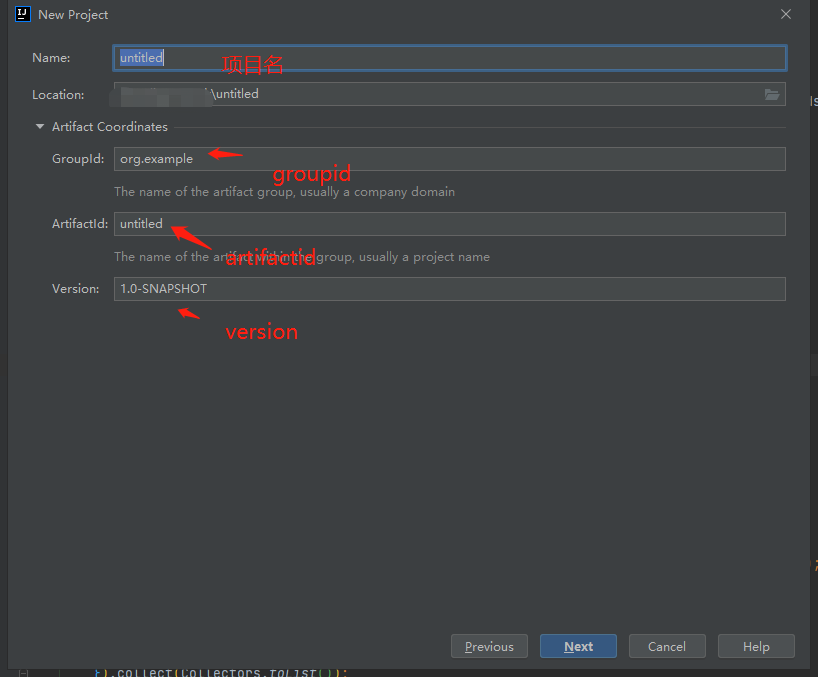 New Project
Name: untitled
项目名
Location: \untitled
Artifact Coordinates
GroupId: org.example
groupid
The name of the artifact group, usually a company domain
ArtifactId: untitled
artifactid
The name of the artifact within the group, usually a project name
Version: 1.0-SNAPSHOT
version
Previous Next Cancel Help
}).collect(Collectors.toList());